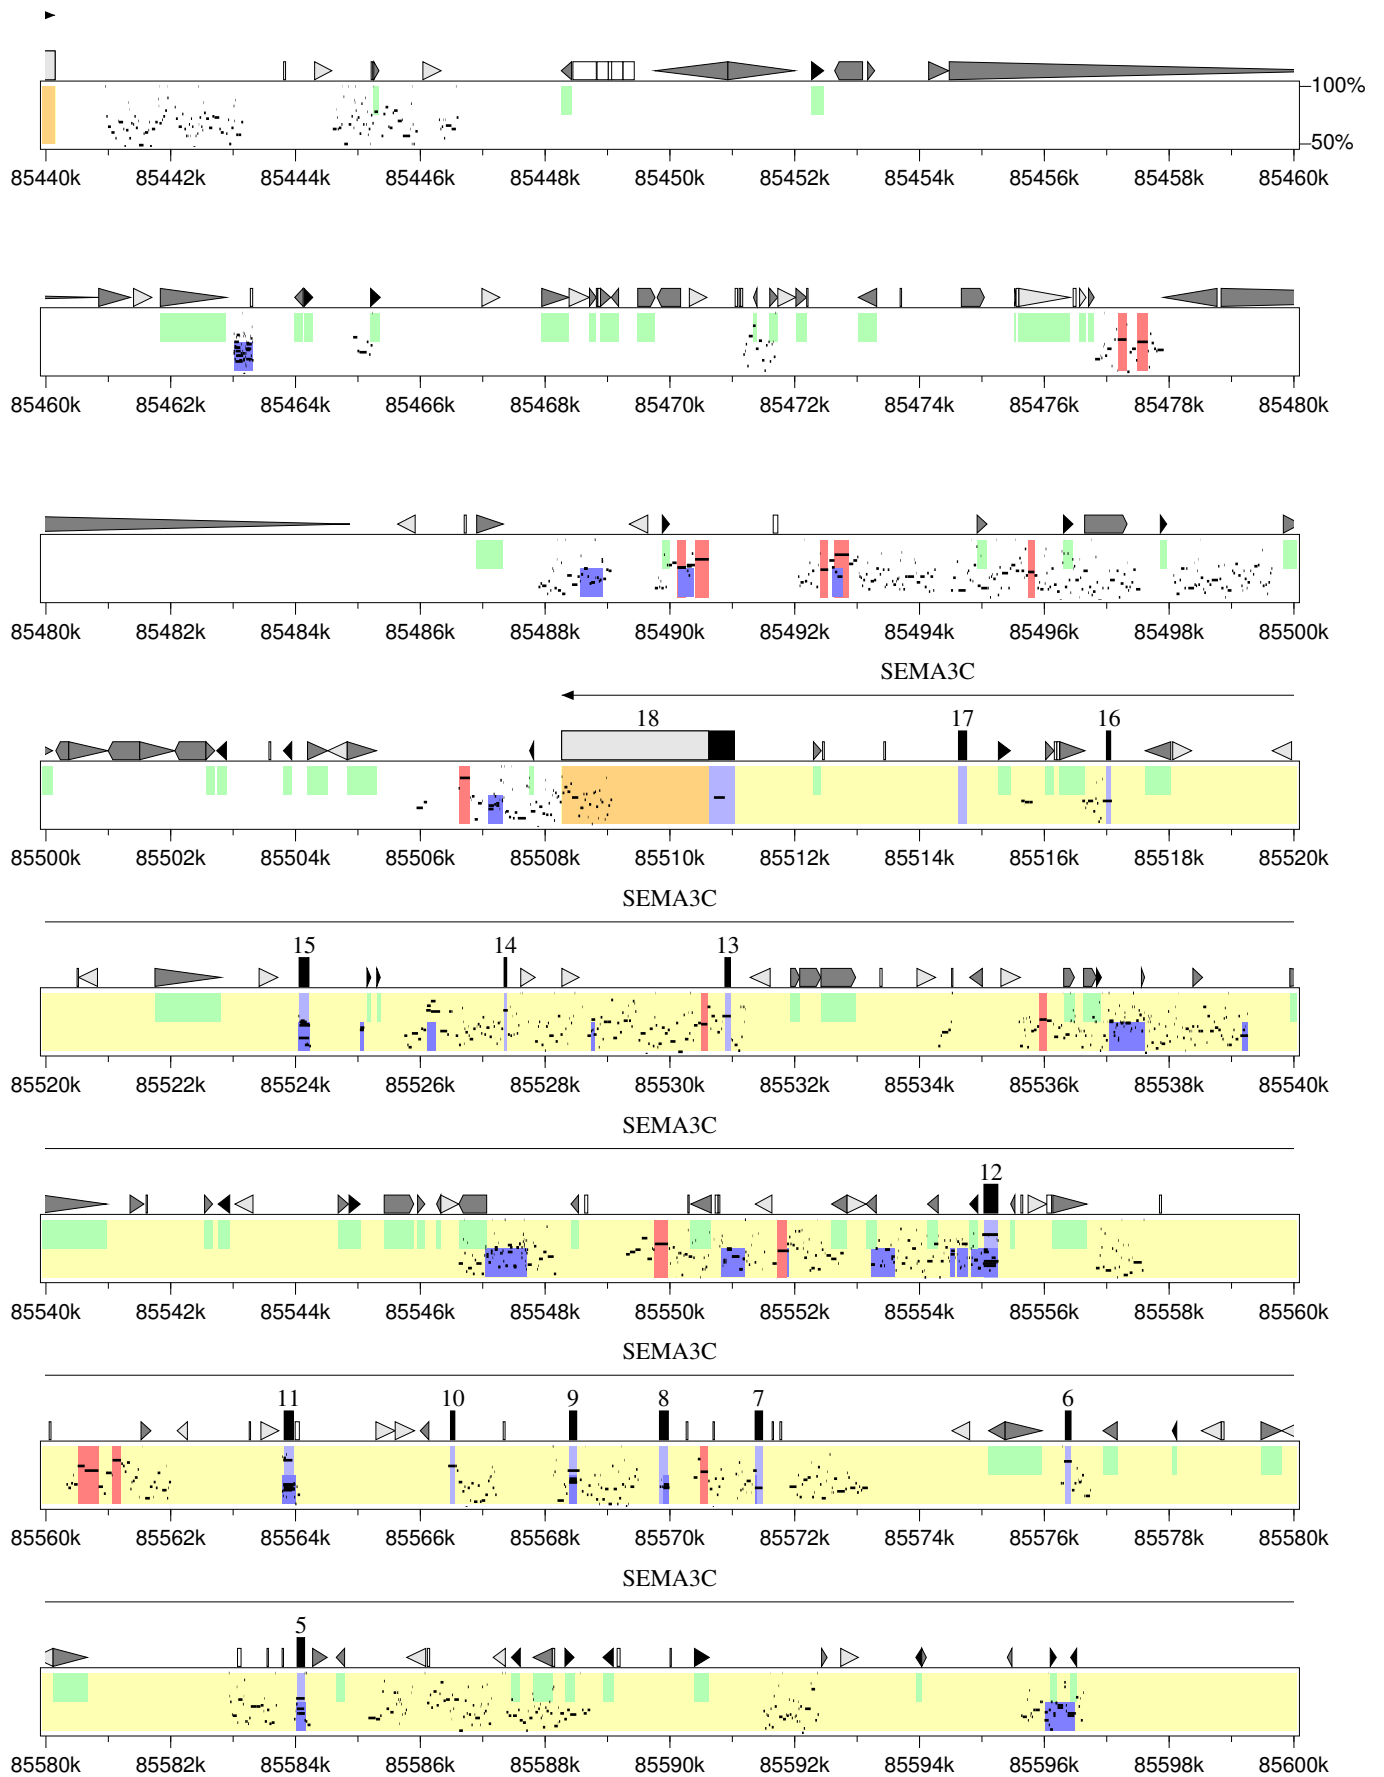 100%
50%
85440k 85442k 85444k 85446k 85448k 85450k 85452k 85454k 85456k 85458k 85460k
85460k 85462k 85464k 85466k 85468k 85470k 85472k 85474k 85476k 85478k 85480k
85480k 85482k 85484k 85486k 85488k 85490k 85492k 85494k 85496k 85498k 85500k
SEMA3C
18 17 16
85500k 85502k 85504k 85506k 85508k 85510k 85512k 85514k 85516k 85518k 85520k
SEMA3C
15 14 13
85520k 85522k 85524k 85526k 85528k 85530k 85532k 85534k 85536k 85538k 85540k
SEMA3C
12
85540k 85542k 85544k 85546k 85548k 85550k 85552k 85554k 85556k 85558k 85560k
SEMA3C
11 10 9 8 7 6
85560k 85562k 85564k 85566k 85568k 85570k 85572k 85574k 85576k 85578k 85580k
SEMA3C
5
85580k 85582k 85584k 85586k 85588k 85590k 85592k 85594k 85596k 85598k 85600k